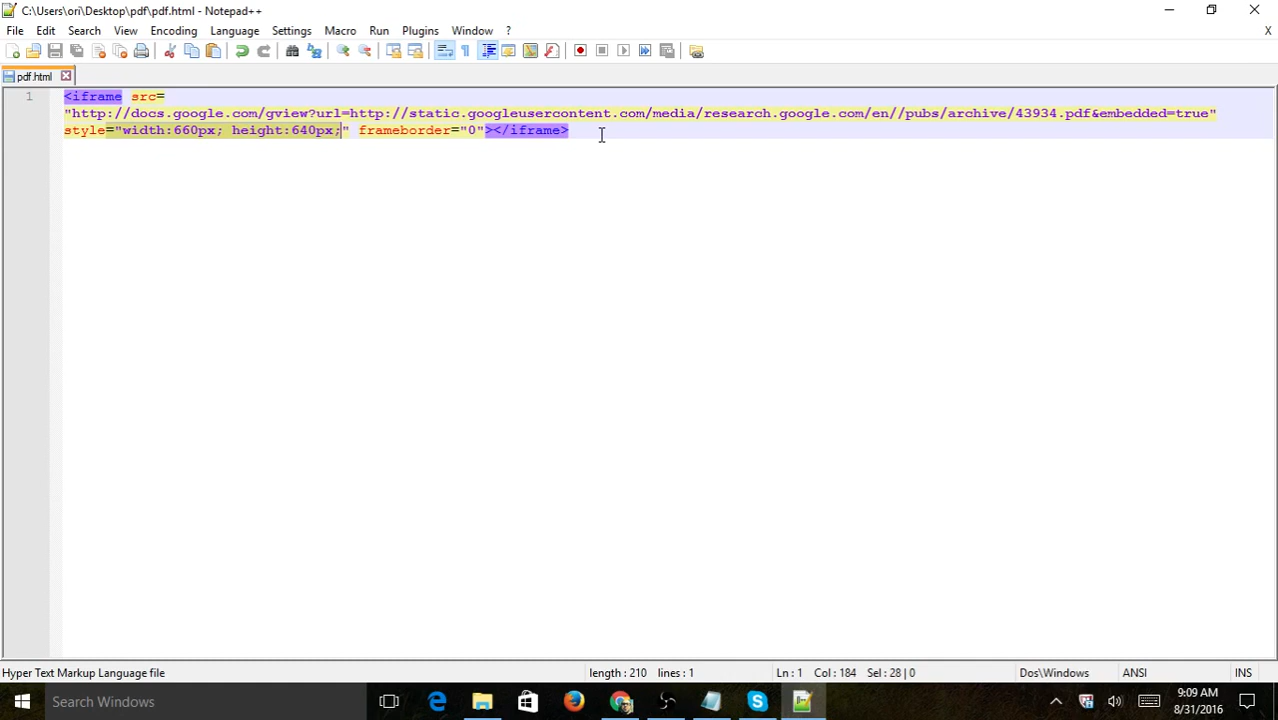 C:\Users\ori\Desktop\pdf\pdf.html - Notepad++
File Edit Search View Encoding Language Settings Macro Run Plugins Window ? X
pdf.html
1 <iframe src=
"http://docs.google.com/gview?url=http://static.googleusercontent.com/media/research.google.com/en//pubs/archive/43934.pdf&embedded=true"
style="width:660px; height:640px;" frameborder="0"></iframe>
Hyper Text Markup Language file length : 210 lines : 1 Ln : 1 Col : 184 Sel : 28 | 0 Dos\Windows ANSI INS
Search Windows
9:09 AM
8/31/2016